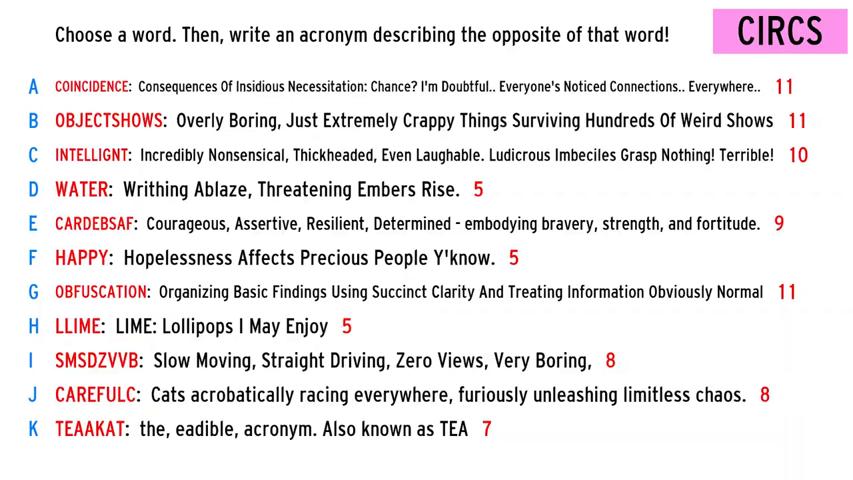 Choose a word. Then, write an acronym describing the opposite of that word!
CIRCS
A COINCIDENCE: Consequences Of Insidious Necessitation: Chance? I'm Doubtful.. Everyone's Noticed Connections.. Everywhere.. 11
B OBJECTSHOWS: Overly Boring, Just Extremely Crappy Things Surviving Hundreds Of Weird Shows 11
C INTELLIGNT: Incredibly Nonsensical, Thickheaded, Even Laughable. Ludicrous Imbeciles Grasp Nothing! Terrible! 10
D WATER: Writhing Ablaze, Threatening Embers Rise. 5
E CARDEBSAF: Courageous, Assertive, Resilient, Determined - embodying bravery, strength, and fortitude. 9
F HAPPY: Hopelessness Affects Precious People Y'know. 5
G OBFUSCATION: Organizing Basic Findings Using Succinct Clarity And Treating Information Obviously Normal 11
H LLIME: LIME: Lollipops I May Enjoy 5
I SMSDZVVB: Slow Moving, Straight Driving, Zero Views, Very Boring, 8
J CAREFULC: Cats acrobatically racing everywhere, furiously unleashing limitless chaos. 8
K TEAAKAT: the, eadible, acronym. Also known as TEA 7